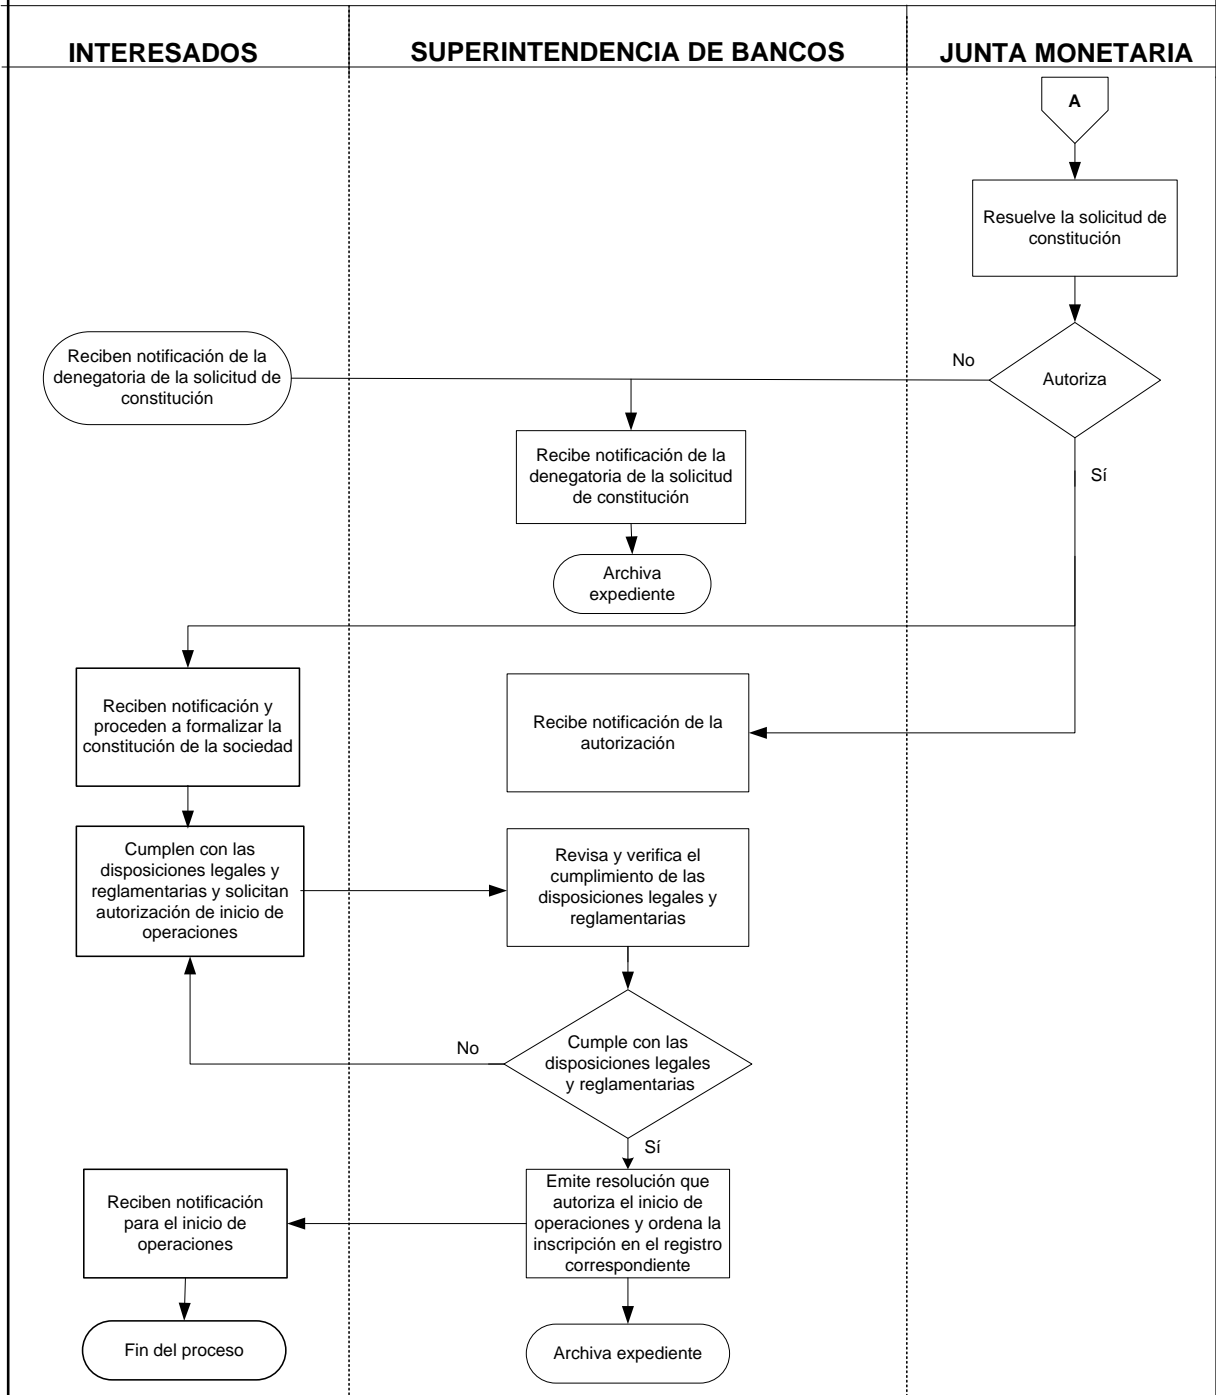 INTERESADOS
SUPERINTENDENCIA DE BANCOS
JUNTA MONETARIA
A
Resuelve la solicitud de
constitución
Autoriza
No
Sí
Reciben notificación de la
denegatoria de la solicitud de
constitución
Recibe notificación de la
denegatoria de la solicitud
de constitución
Archiva
expediente
Reciben notificación y
proceden a formalizar la
constitución de la sociedad
Recibe notificación de la
autorización
Cumplen con las
disposiciones legales y
reglamentarias y solicitan
autorización de inicio de
operaciones
Revisa y verifica el
cumplimiento de las
disposiciones legales y
reglamentarias
No
Cumple con las
disposiciones legales
y reglamentarias
Sí
Emite resolución que
autoriza el inicio de
operaciones y ordena la
inscripción en el registro
correspondiente
Reciben notificación
para el inicio de
operaciones
Fin del proceso
Archiva expediente